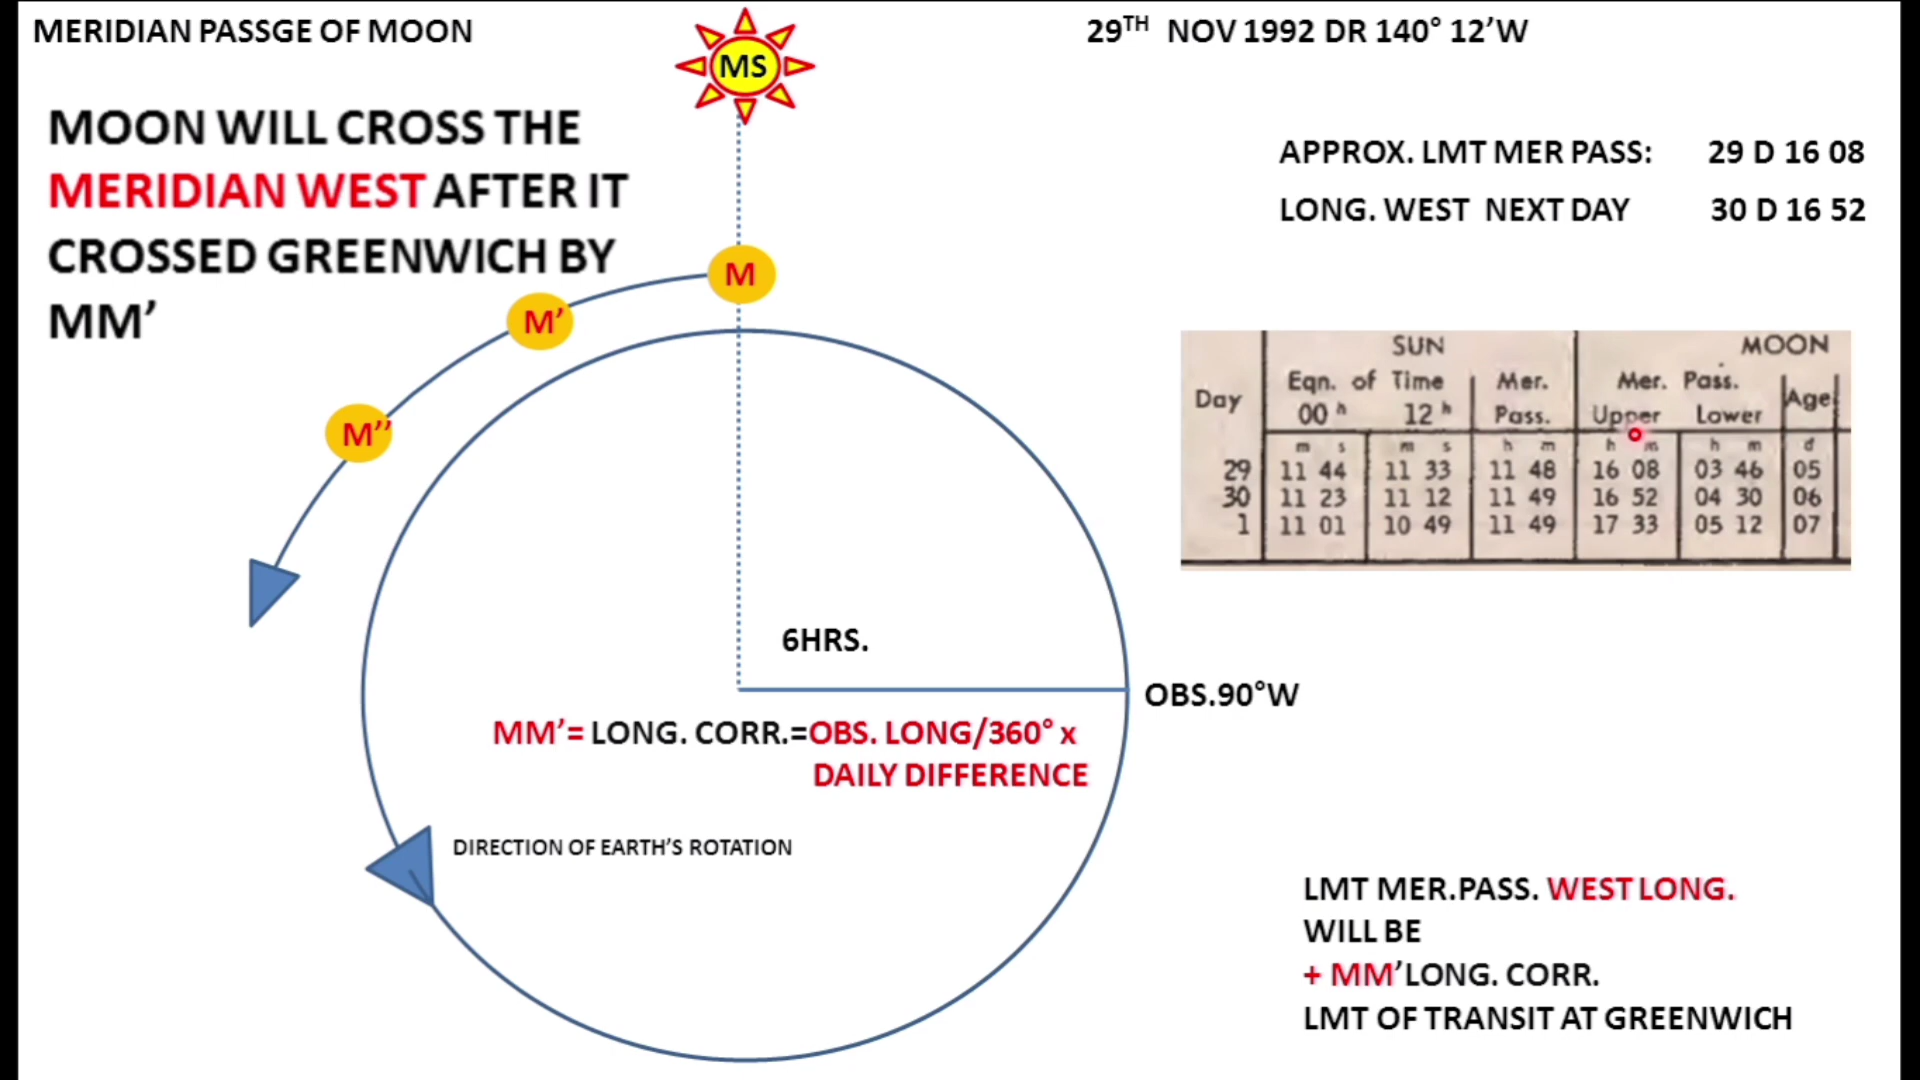 MERIDIAN PASSGE OF MOON
29TH NOV 1992 DR 140° 12’W
MS
MOON WILL CROSS THE
MERIDIAN WEST AFTER IT
CROSSED GREENWICH BY
MM’
APPROX. LMT MER PASS: 29 D 16 08
LONG. WEST NEXT DAY 30 D 16 52
M
M’
M’’
SUN MOON
Day Eqn. of Time Mer. Mer. Pass. Age
00 h 12 h Pass. Upper Lower
m s m s h m h m h m d
29 11 44 11 33 11 48 16 08 03 46 05
30 11 23 11 12 11 49 16 52 04 30 06
1 11 01 10 49 11 49 17 33 05 12 07
6HRS.
OBS.90°W
MM’= LONG. CORR.=OBS. LONG/360° x
DAILY DIFFERENCE
DIRECTION OF EARTH’S ROTATION
LMT MER.PASS. WEST LONG.
WILL BE
+ MM’LONG. CORR.
LMT OF TRANSIT AT GREENWICH